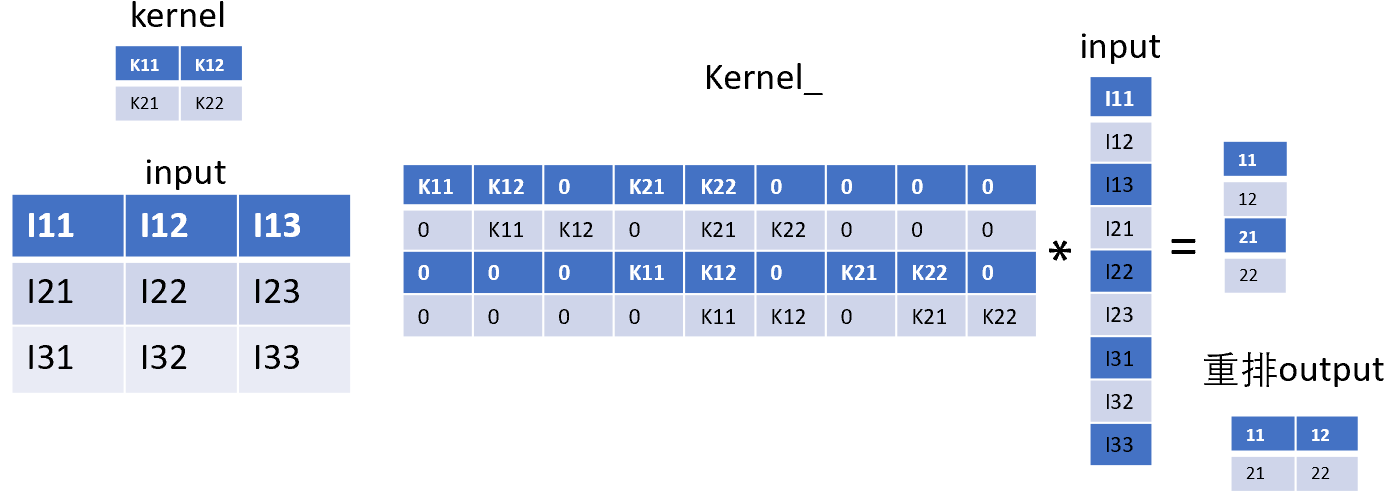 kernel
K11 K12
K21 K22
input
I11 I12 I13
I21 I22 I23
I31 I32 I33
Kernel_
K11 K12 0 K21 K22 0 0 0 0
0 K11 K12 0 K21 K22 0 0 0
0 0 0 K11 K12 0 K21 K22 0
0 0 0 0 K11 K12 0 K21 K22
*
input
I11
I12
I13
I21
I22
I23
I31
I32
I33
=
11
12
21
22
重排output
11 12
21 22